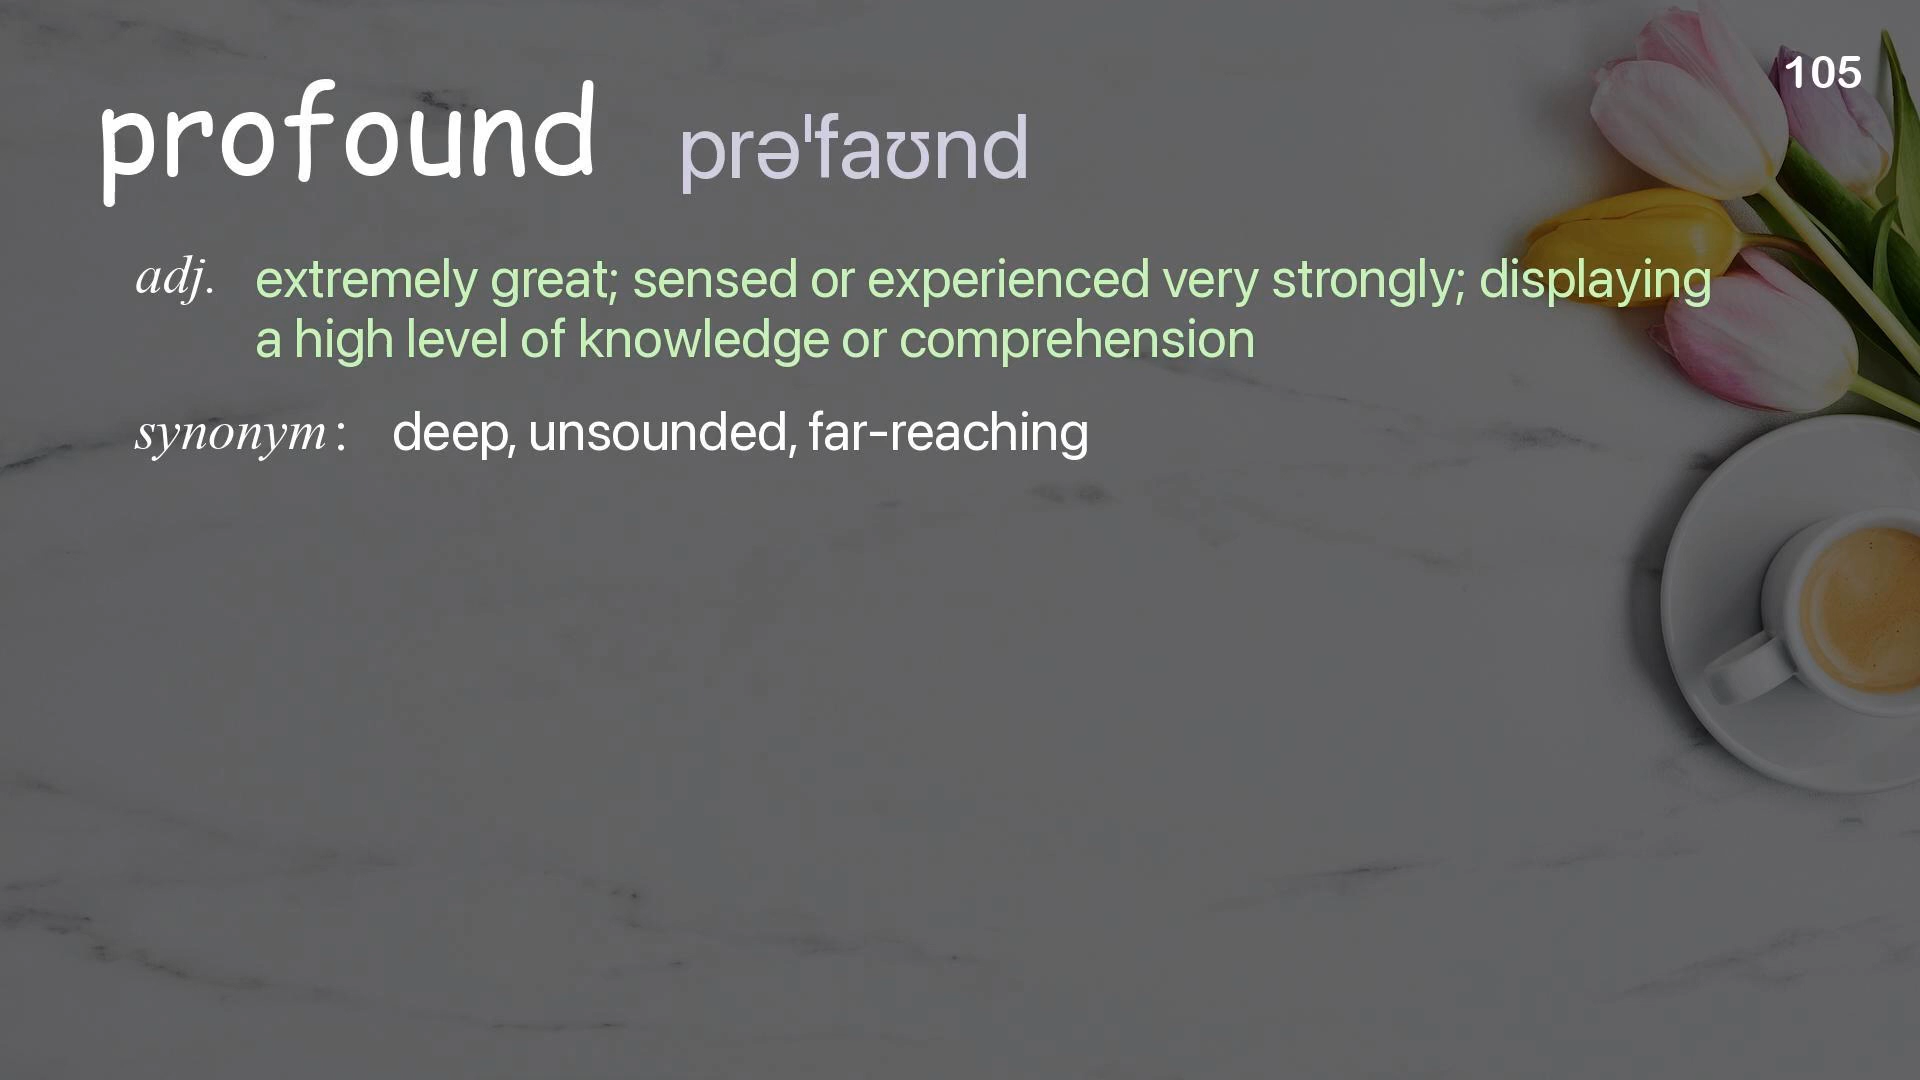 105
profound prəˈfaʊnd
adj. extremely great; sensed or experienced very strongly; displaying
a high level of knowledge or comprehension
synonym : deep, unsounded, far-reaching